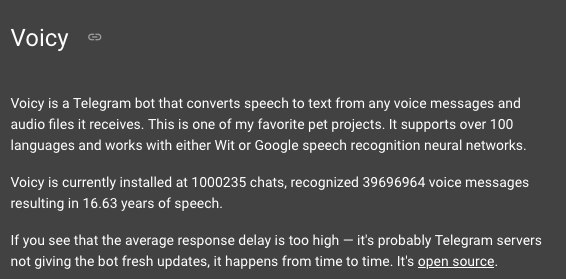 Voicy
Voicy is a Telegram bot that converts speech to text from any voice messages and
audio files it receives. This is one of my favorite pet projects. It supports over 100
languages and works with either Wit or Google speech recognition neural networks.
Voicy is currently installed at 1000235 chats, recognized 39696964 voice messages
resulting in 16.63 years of speech.
If you see that the average response delay is too high — it's probably Telegram servers
not giving the bot fresh updates, it happens from time to time. It's open source.